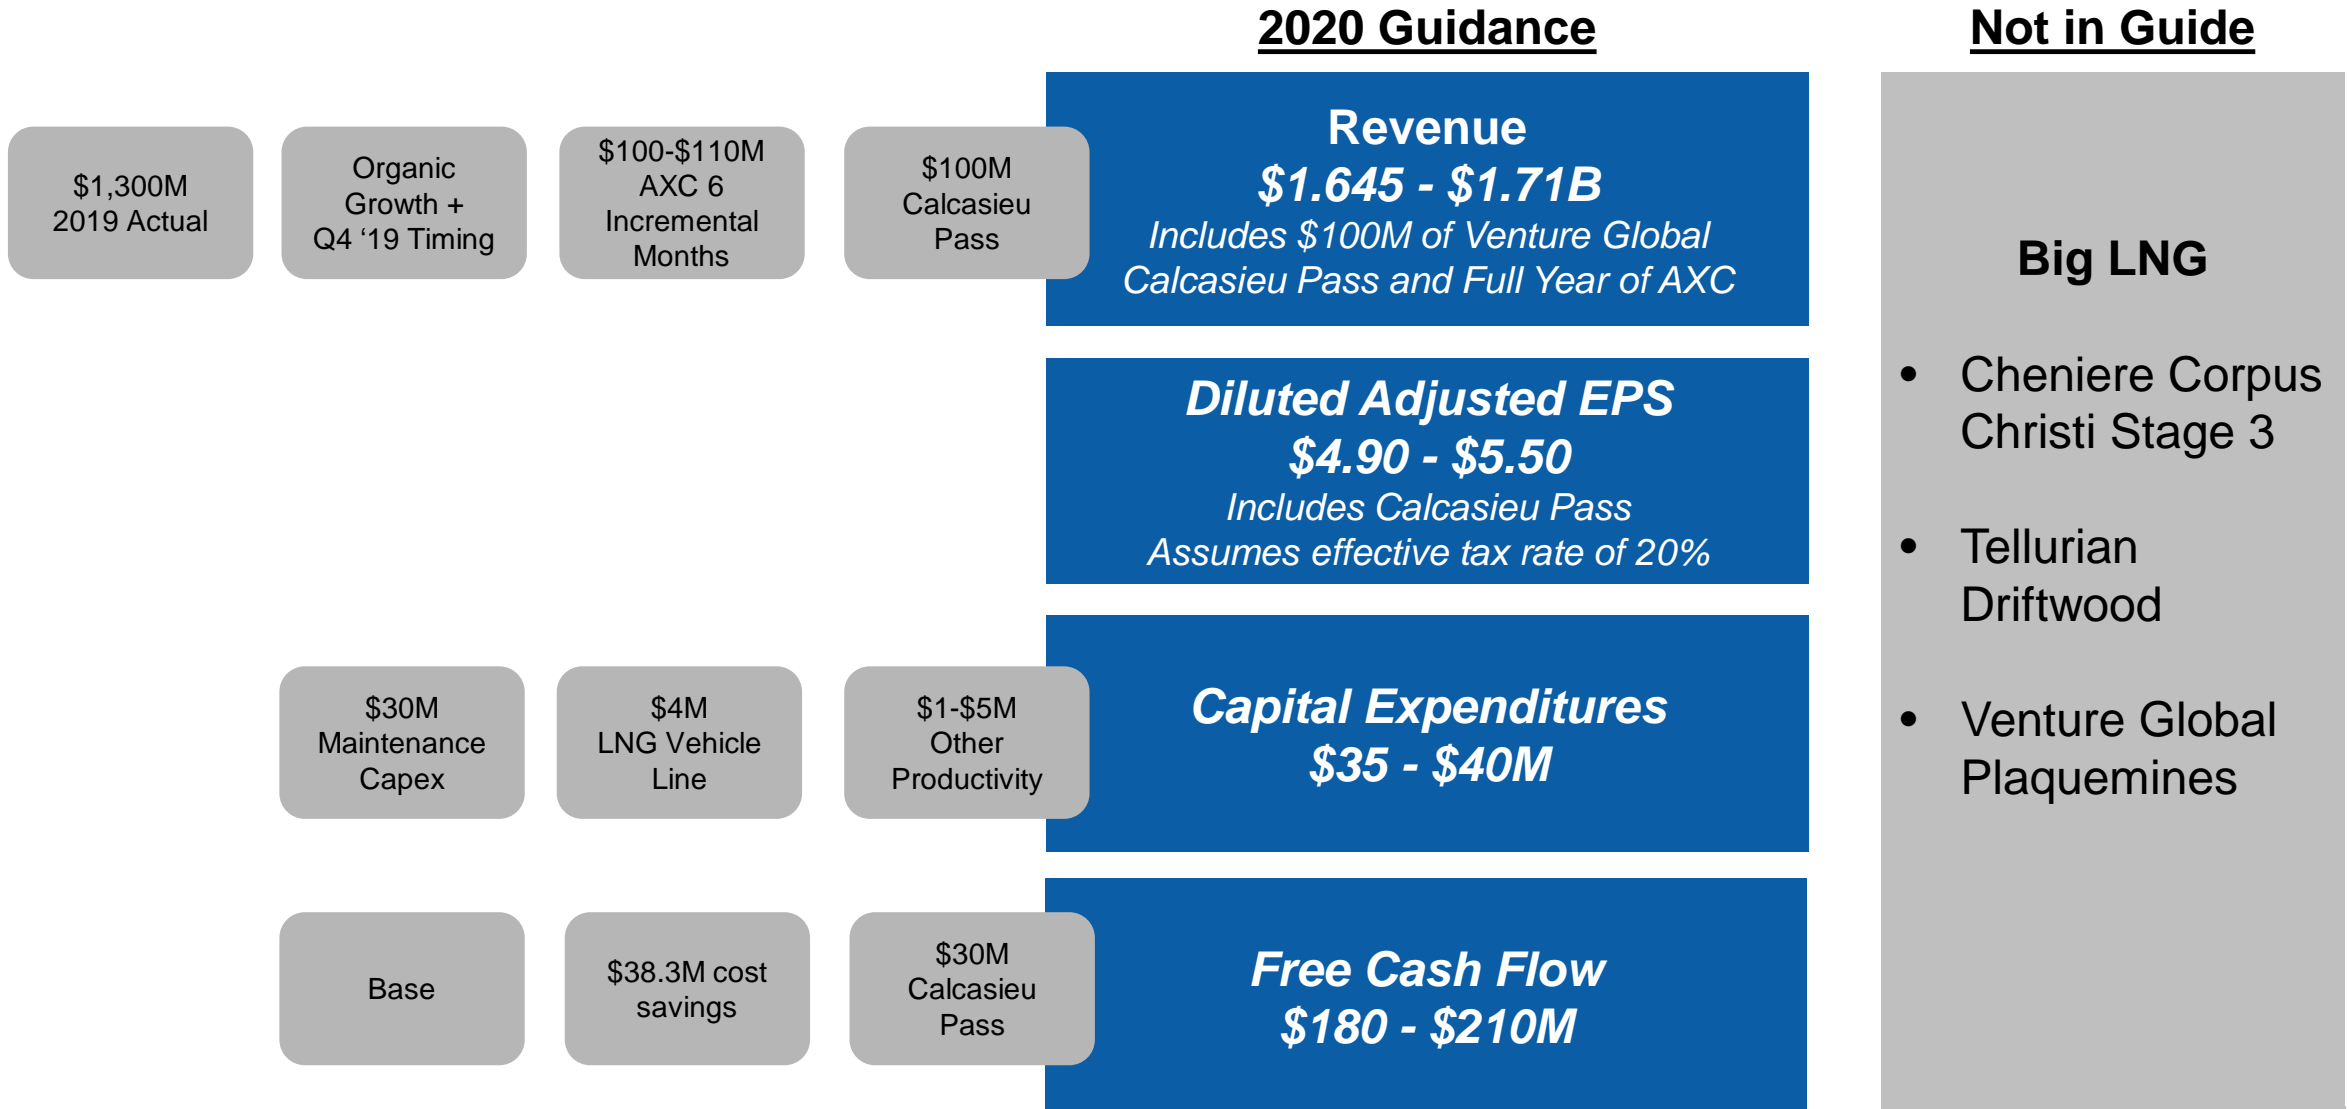 2020 Guidance
Not in Guide
$1,300M
2019 Actual
Organic
Growth +
Q4 ‘19 Timing
$100-$110M
AXC 6
Incremental
Months
$100M
Calcasieu
Pass
Revenue
$1.645 - $1.71B
Includes $100M of Venture Global
Calcasieu Pass and Full Year of AXC
Diluted Adjusted EPS
$4.90 - $5.50
Includes Calcasieu Pass
Assumes effective tax rate of 20%
$30M
Maintenance
Capex
$4M
LNG Vehicle
Line
$1-$5M
Other
Productivity
Capital Expenditures
$35 - $40M
Base
$38.3M cost
savings
$30M
Calcasieu
Pass
Free Cash Flow
$180 - $210M
Big LNG
• Cheniere Corpus
Christi Stage 3
• Tellurian
Driftwood
• Venture Global
Plaquemines